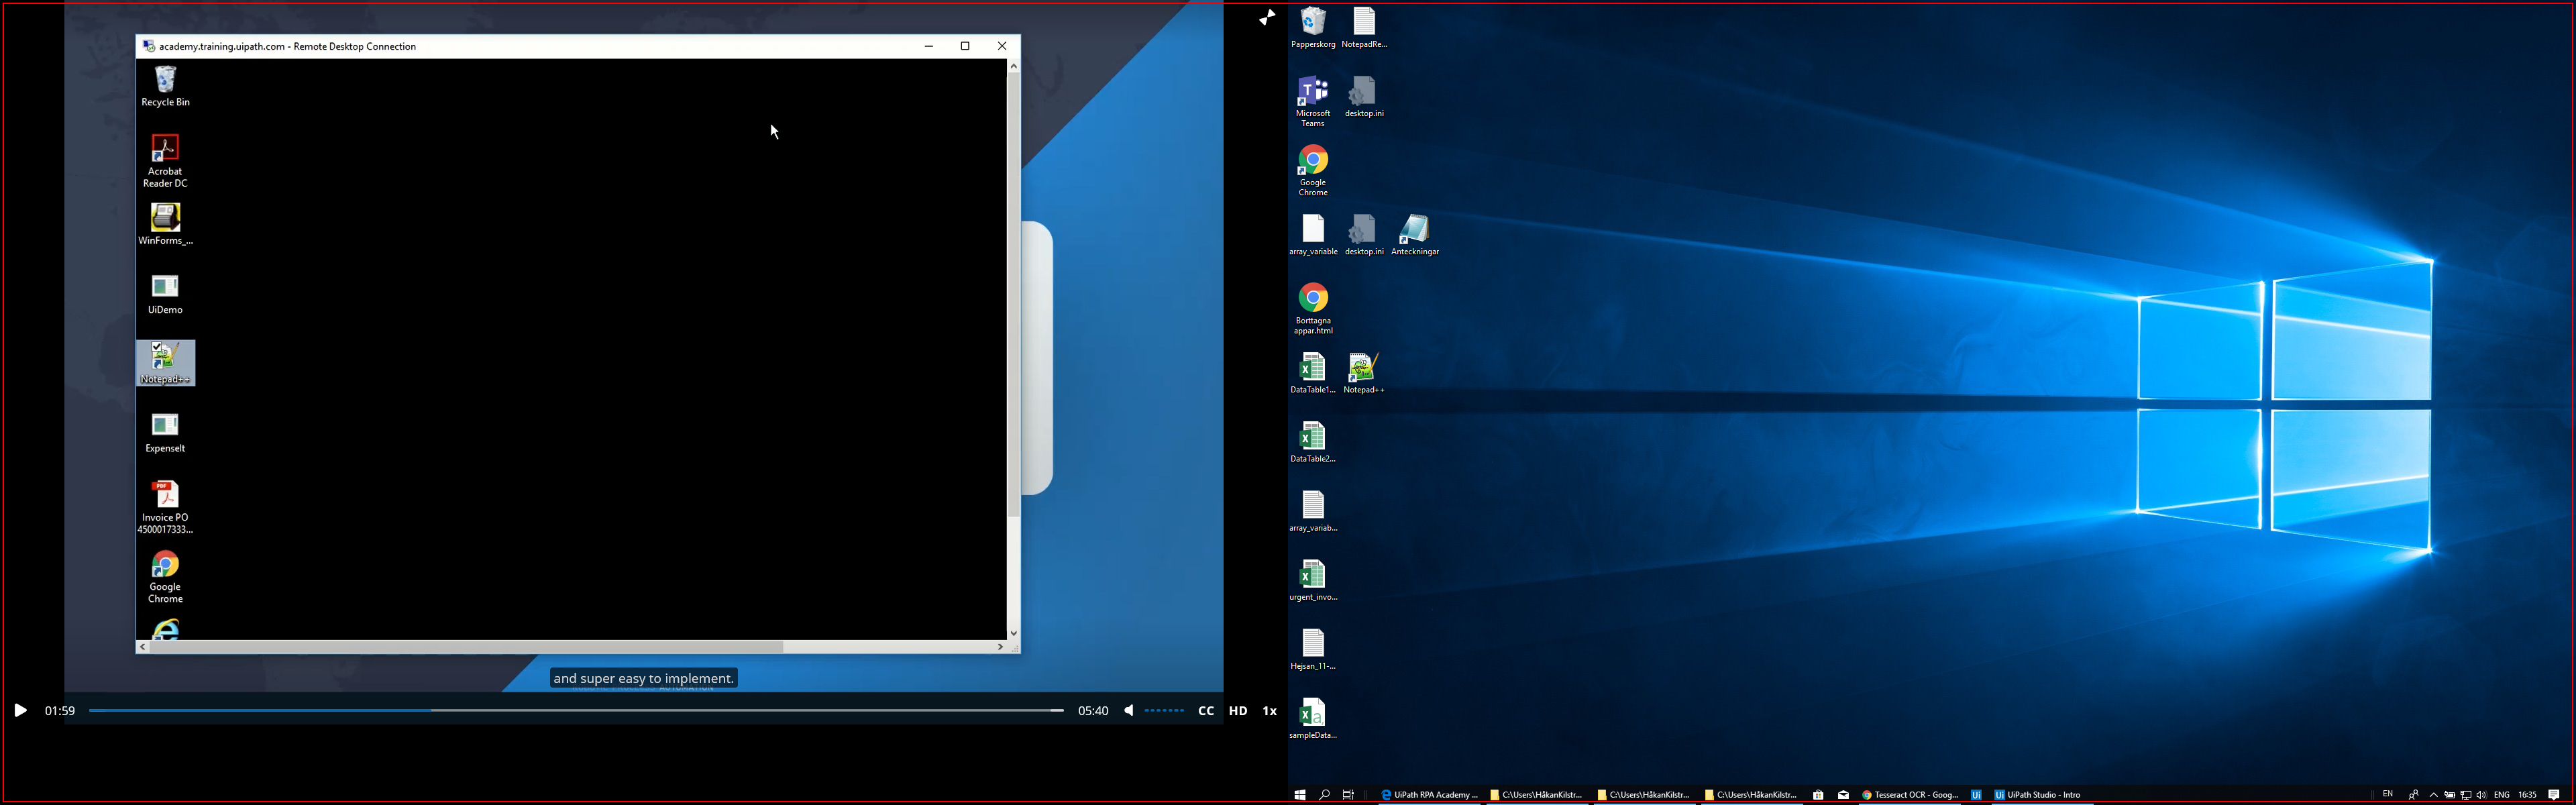 academy.training.uipath.com - Remote Desktop Connection
Recycle Bin
Acrobat
Reader DC
WinForms_...
UiDemo
Notepad++
ExpenseIt
Invoice PO
4500017333...
Google
Chrome
and super easy to implement.
01:59
05:40
CC
HD
1x
Papperskorg
NotepadRe...
Microsoft
Teams
desktop.ini
Google
Chrome
array_variable
desktop.ini
Anteckningar
Borttagna
appar.html
DataTable1...
Notepad++
DataTable2...
array_variab...
urgent_invo...
Hejsan_11-...
sampleData...
UiPath RPA Academy ...
C:\Users\HåkanKilstr...
C:\Users\HåkanKilstr...
C:\Users\HåkanKilstr...
Tesseract OCR - Goog...
Ui
Ui
UiPath Studio - Intro
EN
ENG
16:35